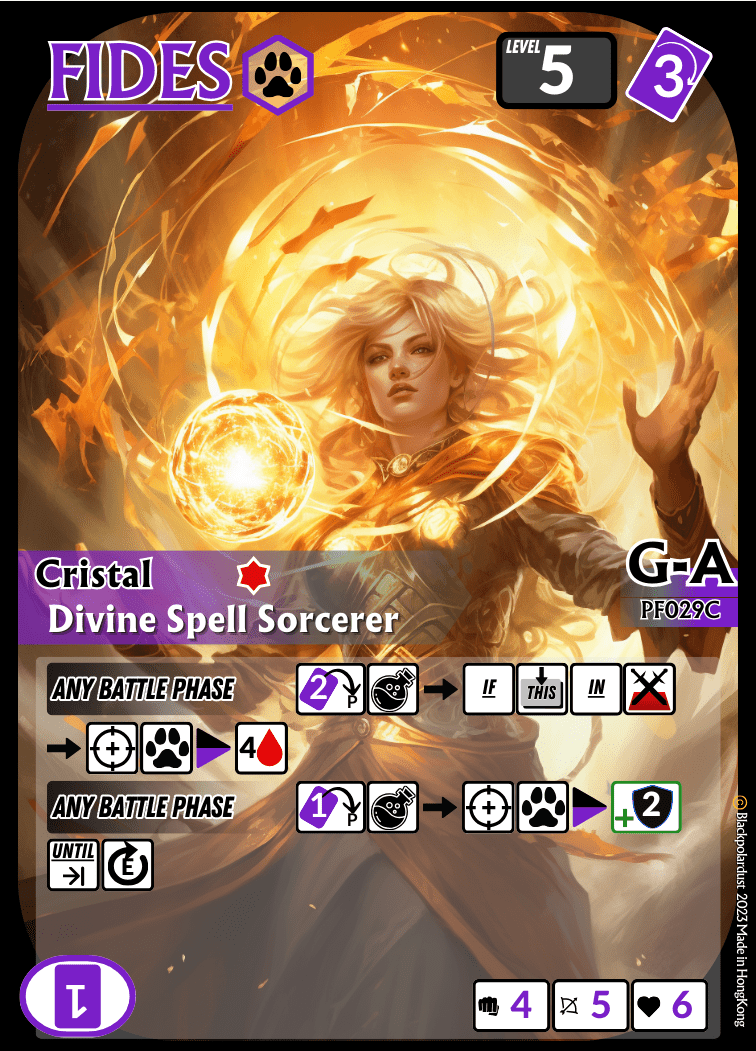 FIDES
LEVEL 5
3
Cristal
G-A
Divine Spell Sorcerer
PF029C
ANY BATTLE PHASE 2 P IF THIS IN
4
ANY BATTLE PHASE 1 P +2
UNTIL E
1
4 5 6
© Blackpolardust 2023 Made in HongKong